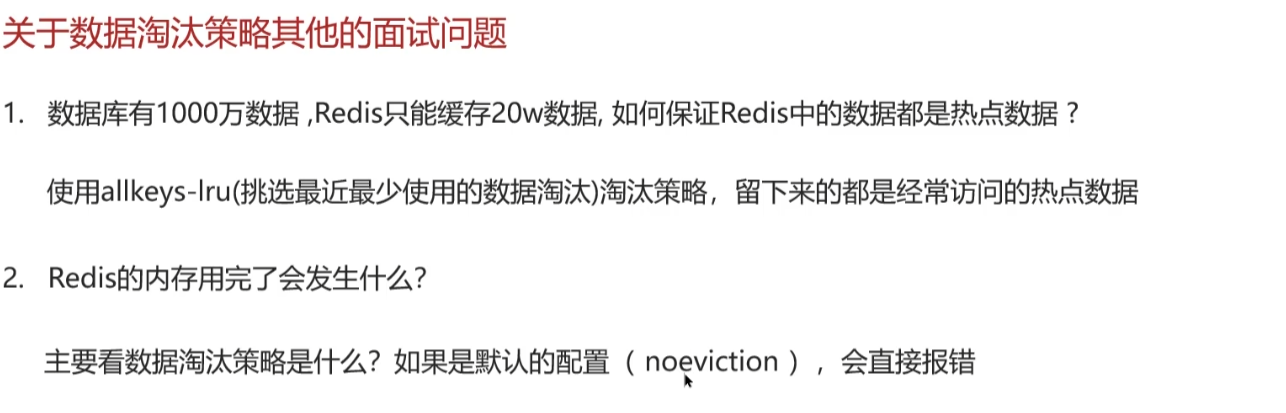 关于数据淘汰策略其他的面试问题
1. 数据库有1000万数据 ,Redis只能缓存20w数据, 如何保证Redis中的数据都是热点数据 ?
使用allkeys-lru(挑选最近最少使用的数据淘汰)淘汰策略，留下来的都是经常访问的热点数据
2. Redis的内存用完了会发生什么?
主要看数据淘汰策略是什么? 如果是默认的配置 （ noeviction ），会直接报错